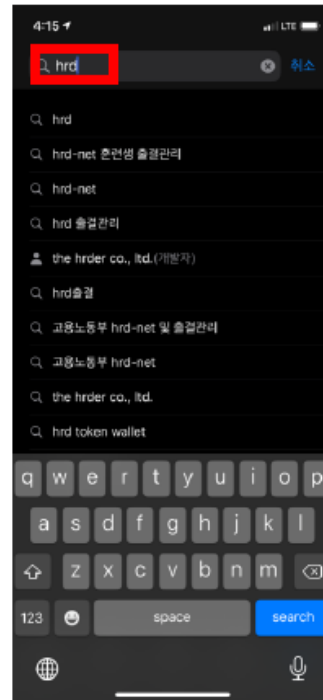 4:15 LTE
hrd 취소
hrd
hrd-net 훈련생 출결관리
hrd-net
hrd 출결관리
the hrder co., ltd.(개발자)
hrd출결
고용노동부 hrd-net 및 출결관리
고용노동부 hrd-net
the hrder co., ltd.
hrd token wallet
q w e r t y u i o p
a s d f g h j k l
z x c v b n m
123 space search